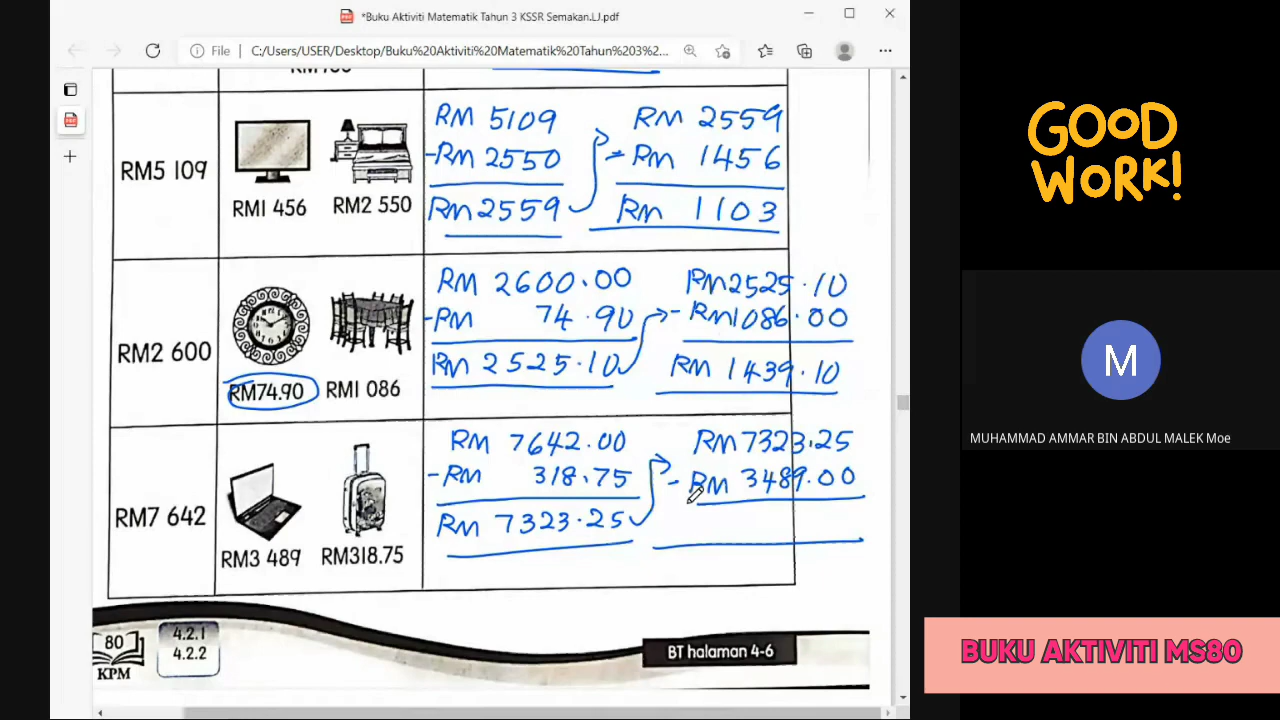 *Buku Aktiviti Matematik Tahun 3 KSSR Semakan.LJ.pdf
File
C:/Users/USER/Desktop/Buku%20Aktiviti%20Matematik%20Tahun%203%2...
RM5 109
RM1 456
RM2 550
RM 5109
-RM 2550
RM 2559
RM 2559
- RM 1456
RM 1103
RM2 600
RM74.90
RM1 086
RM 2600.00
-RM 74.90
RM 2525.10
RM2525.10
- RM1086.00
RM 1439.10
RM7 642
RM3 489
RM318.75
RM 7642.00
-RM 318.75
RM 7323.25
RM7323.25
- RM 3489.00
80
KPM
4.2.1
4.2.2
BT halaman 4-6
GOOD
WORK!
M
MUHAMMAD AMMAR BIN ABDUL MALEK Moe
BUKU AKTIVITI MS80